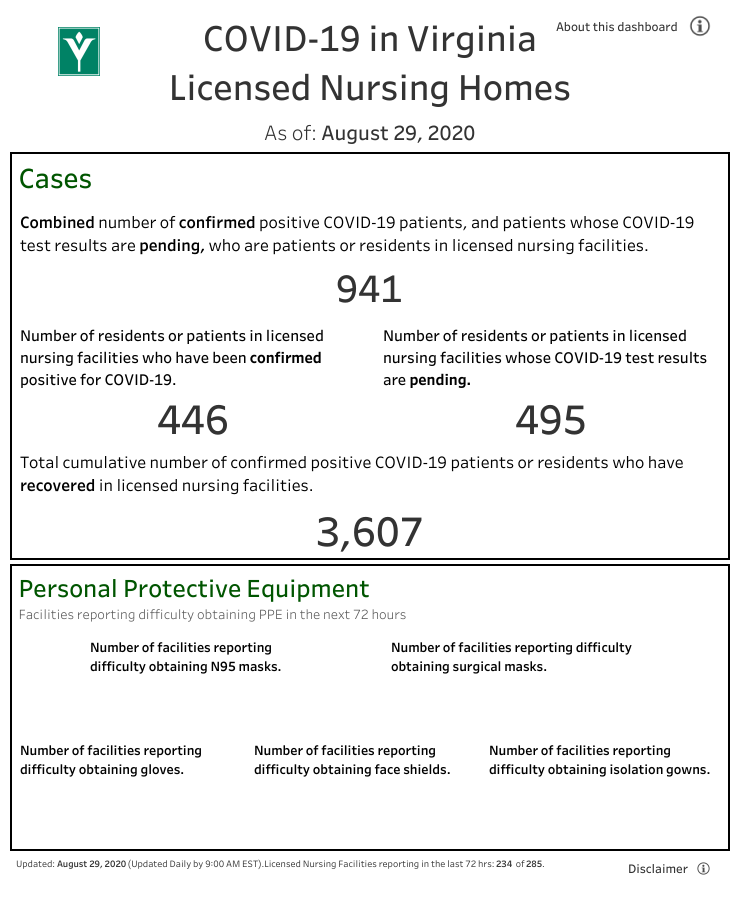 COVID-19 in Virginia
Licensed Nursing Homes
About this dashboard
As of: August 29, 2020
Cases
Combined number of confirmed positive COVID-19 patients, and patients whose COVID-19
test results are pending, who are patients or residents in licensed nursing facilities.
941
Number of residents or patients in licensed
nursing facilities who have been confirmed
positive for COVID-19.
446
Number of residents or patients in licensed
nursing facilities whose COVID-19 test results
are pending.
495
Total cumulative number of confirmed positive COVID-19 patients or residents who have
recovered in licensed nursing facilities.
3,607
Personal Protective Equipment
Facilities reporting difficulty obtaining PPE in the next 72 hours
Number of facilities reporting
difficulty obtaining N95 masks.
Number of facilities reporting difficulty
obtaining surgical masks.
Number of facilities reporting
difficulty obtaining gloves.
Number of facilities reporting
difficulty obtaining face shields.
Number of facilities reporting
difficulty obtaining isolation gowns.
Updated: August 29, 2020 (Updated Daily by 9:00 AM EST).Licensed Nursing Facilities reporting in the last 72 hrs: 234 of 285.
Disclaimer